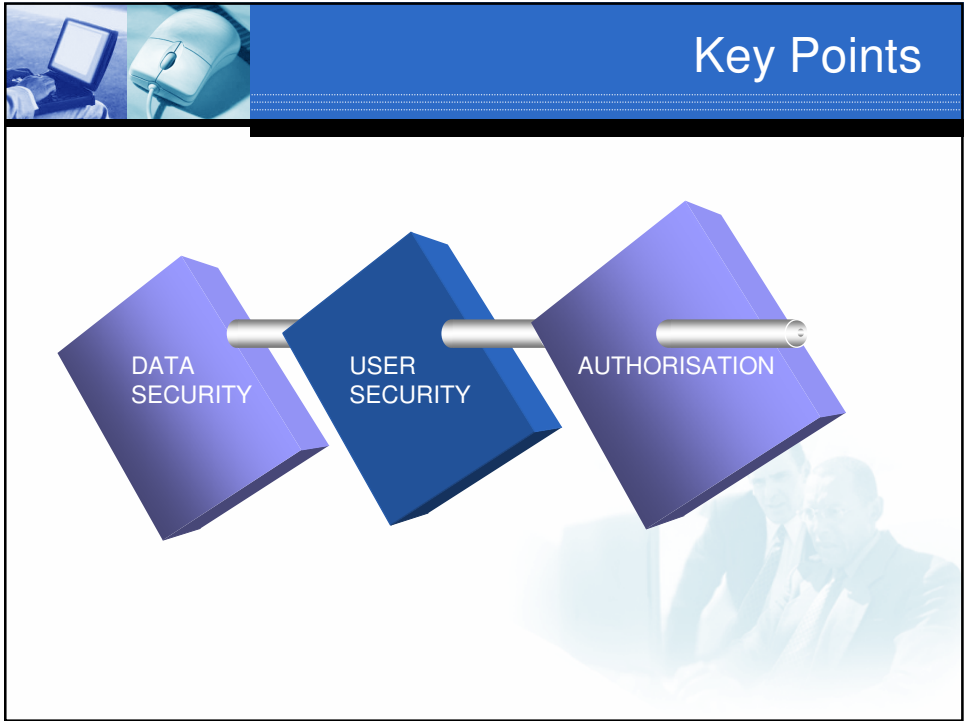 Key Points
DATA
SECURITY
USER
SECURITY
AUTHORISATION